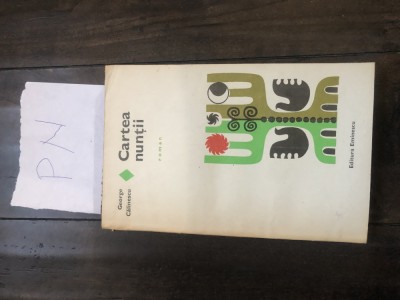 George
Călinescu
Cartea
nunții
roman
Editura Eminescu
PN